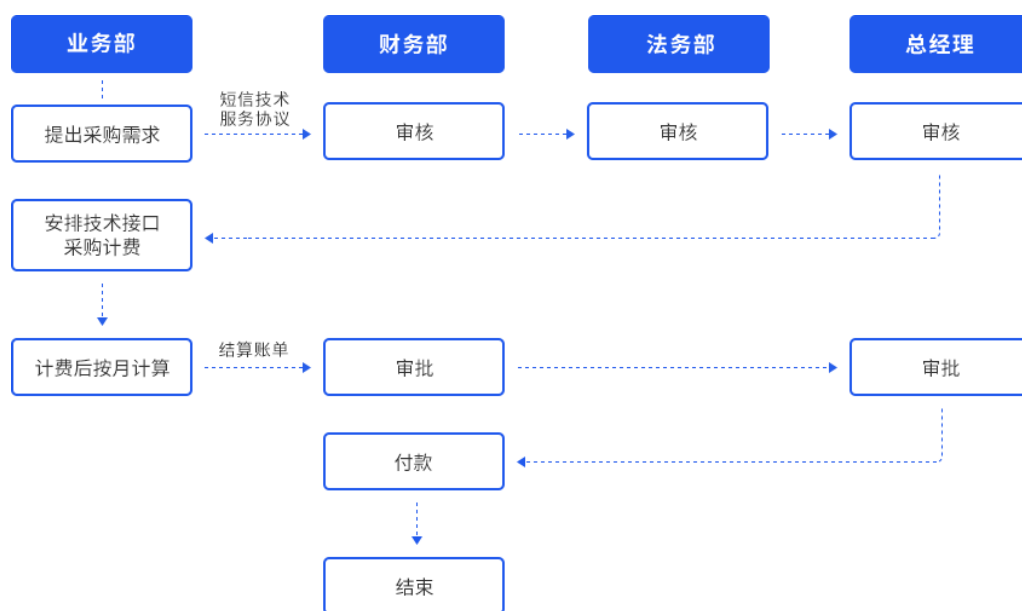 业务部
财务部
法务部
总经理
提出采购需求
短信技术
服务协议
审核
审核
审核
安排技术接口
采购计费
计费后按月计算
结算账单
审批
审批
付款
结束